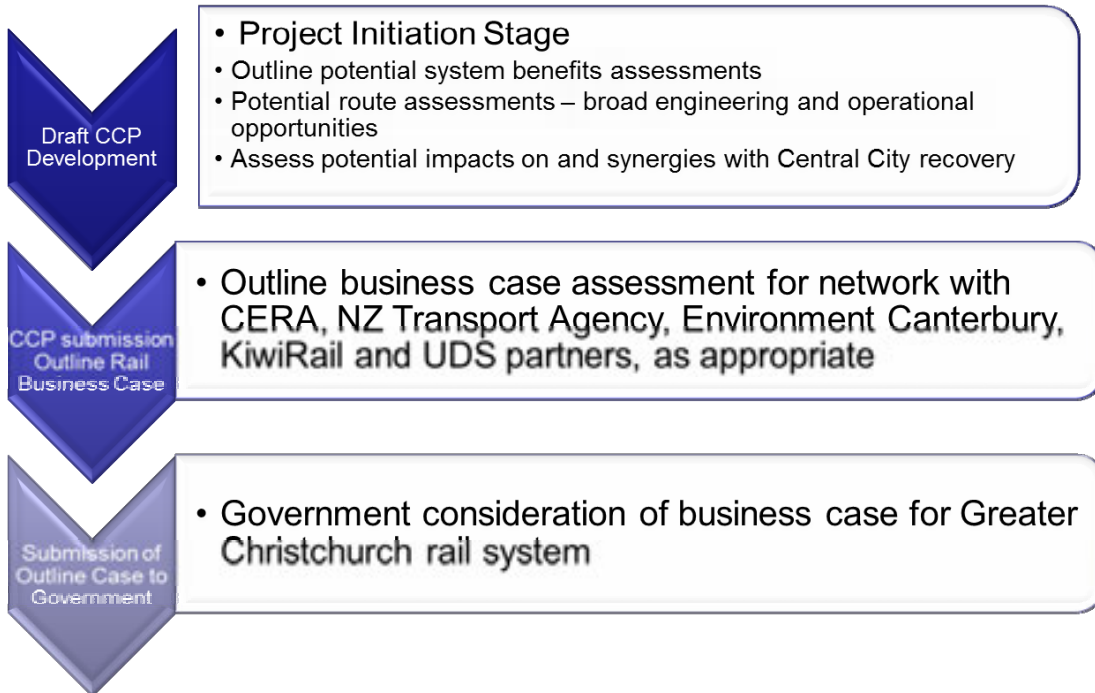 Draft CCP
Development
• Project Initiation Stage
• Outline potential system benefits assessments
• Potential route assessments – broad engineering and operational
opportunities
• Assess potential impacts on and synergies with Central City recovery
CCP submission
Outline Rail
Business Case
• Outline business case assessment for network with
CERA, NZ Transport Agency, Environment Canterbury,
KiwiRail and UDS partners, as appropriate
Submission of
Outline Case to
Government
• Government consideration of business case for Greater
Christchurch rail system